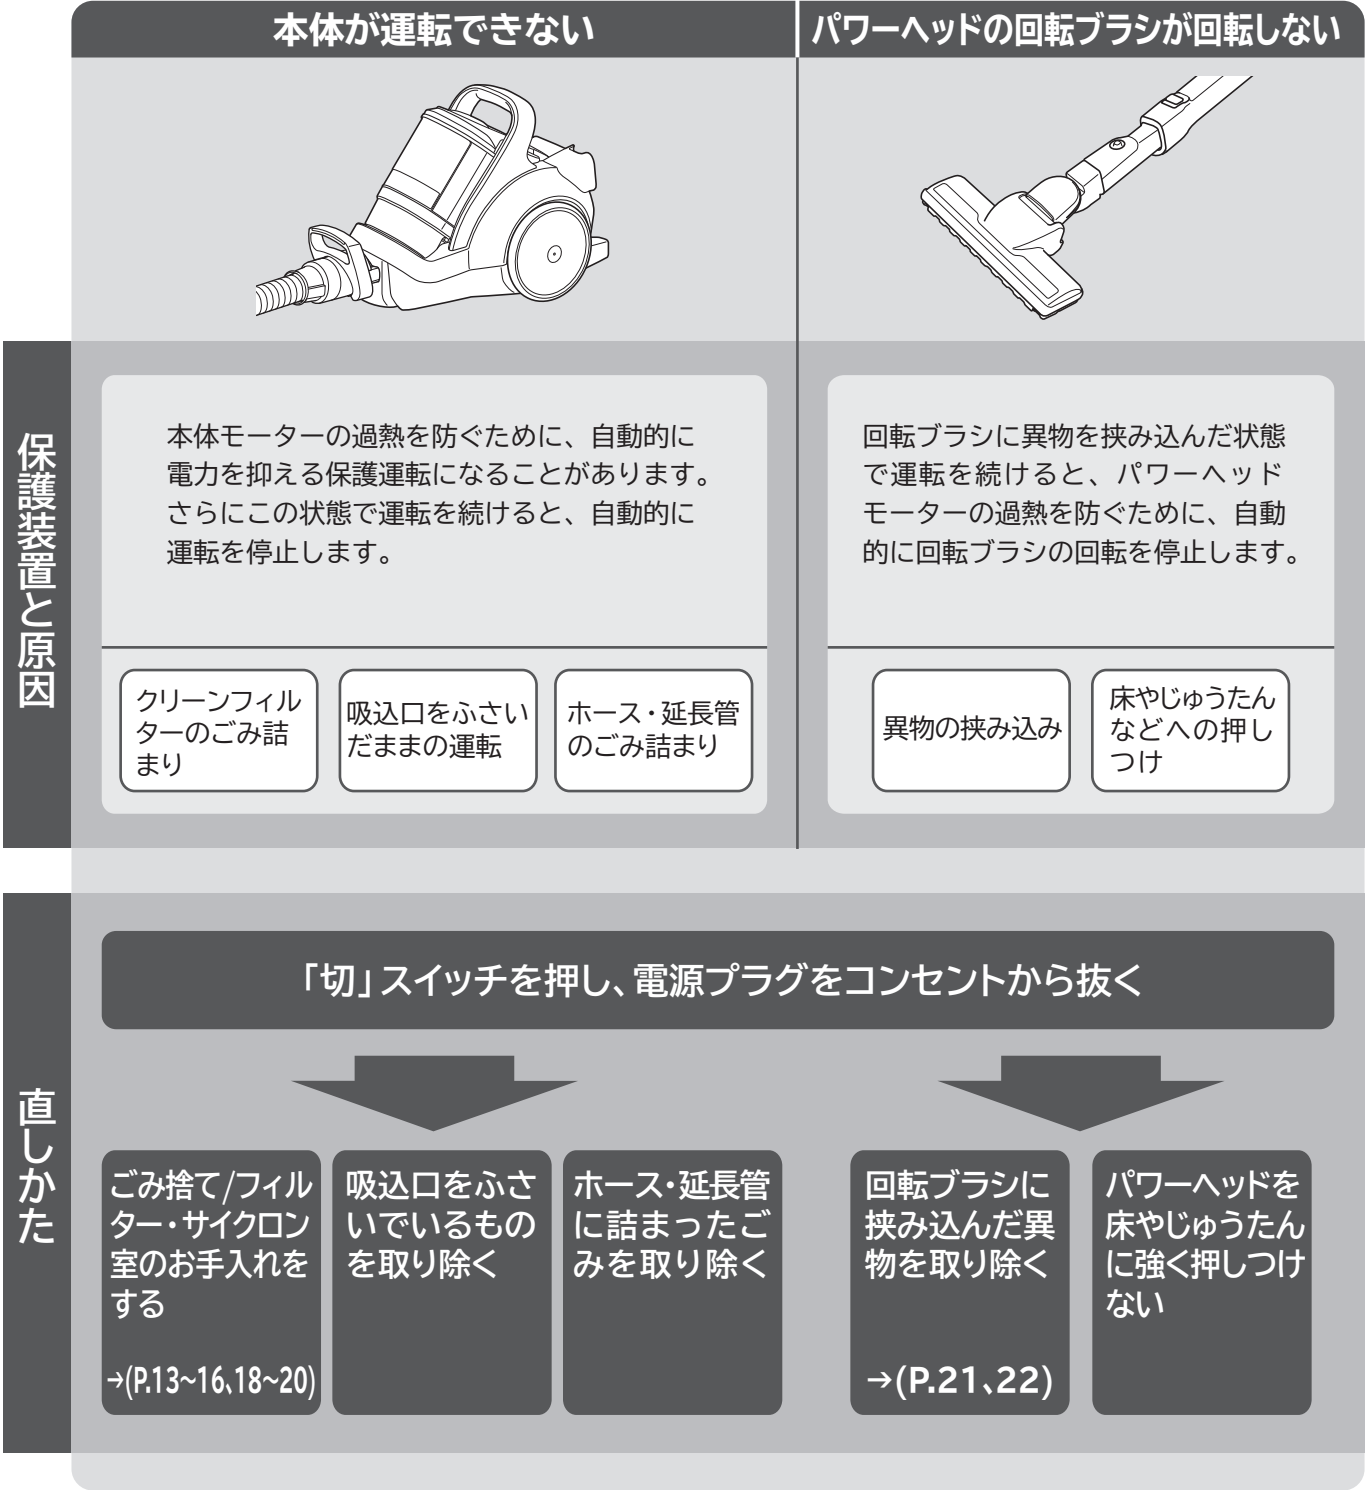 本体が運転できない
パワーヘッドの回転ブラシが回転しない
保護装置と原因
本体モーターの過熱を防ぐために、自動的に
電力を抑える保護運転になることがあります。
さらにこの状態で運転を続けると、自動的に
運転を停止します。
クリーンフィル
ターのごみ詰
まり
吸込口をふさい
だままの運転
ホース・延長管
のごみ詰まり
回転ブラシに異物を挟み込んだ状態
で運転を続けると、パワーヘッド
モーターの過熱を防ぐために、自動
的に回転ブラシの回転を停止します。
異物の挟み込み
床やじゅうたん
などへの押し
つけ
直しかた
「切」スイッチを押し、電源プラグをコンセントから抜く
ごみ捨て/フィル
ター・サイクロン
室のお手入れを
する
→(P.13~16、18~20)
吸込口をふさ
いでいるもの
を取り除く
ホース・延長管
に詰まったご
みを取り除く
回転ブラシに
挟み込んだ異
物を取り除く
→(P.21、22)
パワーヘッドを
床やじゅうたん
に強く押しつけ
ない